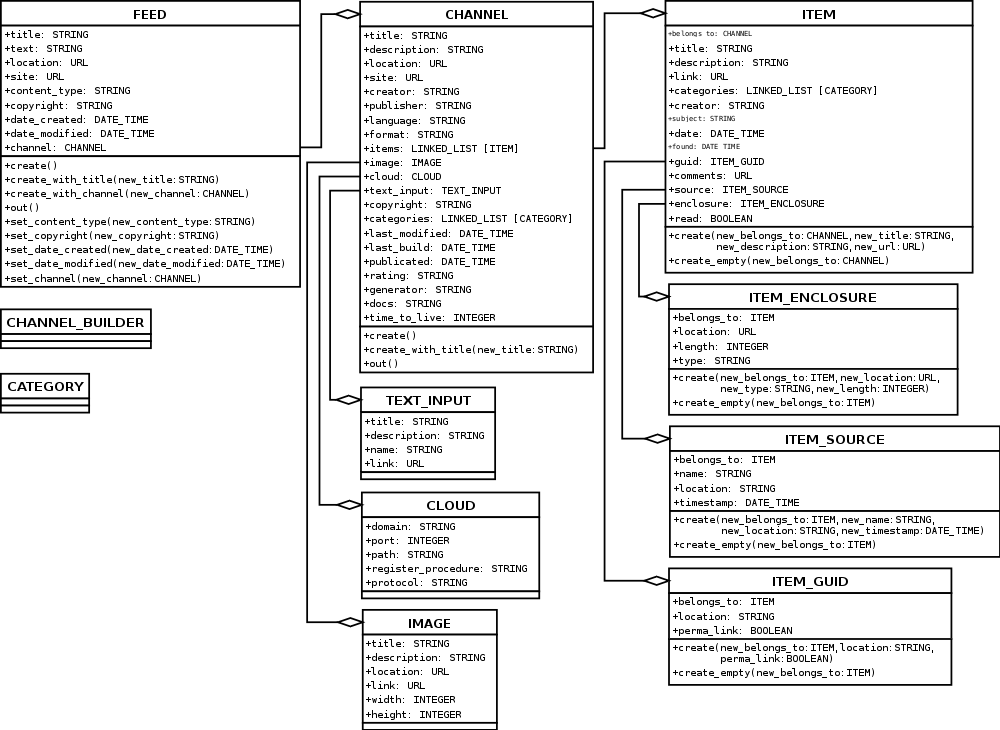 FEED
+title: STRING
+text: STRING
+location: URL
+site: URL
+content_type: STRING
+copyright: STRING
+date_created: DATE_TIME
+date_modified: DATE_TIME
+channel: CHANNEL
+create()
+create_with_title(new_title:STRING)
+create_with_channel(new_channel:CHANNEL)
+out()
+set_content_type(new_content_type:STRING)
+set_copyright(new_copyright:STRING)
+set_date_created(new_date_created:DATE_TIME)
+set_date_modified(new_date_modified:DATE_TIME)
+set_channel(new_channel:CHANNEL)
CHANNEL_BUILDER
CATEGORY
CHANNEL
+title: STRING
+description: STRING
+location: URL
+site: URL
+creator: STRING
+publisher: STRING
+language: STRING
+format: STRING
+items: LINKED_LIST [ITEM]
+image: IMAGE
+cloud: CLOUD
+text_input: TEXT_INPUT
+copyright: STRING
+categories: LINKED_LIST [CATEGORY]
+last_modified: DATE_TIME
+last_build: DATE_TIME
+publicated: DATE_TIME
+rating: STRING
+generator: STRING
+docs: STRING
+time_to_live: INTEGER
+create()
+create_with_title(new_title:STRING)
+out()
TEXT_INPUT
+title: STRING
+description: STRING
+name: STRING
+link: URL
CLOUD
+domain: STRING
+port: INTEGER
+path: STRING
+register_procedure: STRING
+protocol: STRING
IMAGE
+title: STRING
+description: STRING
+location: URL
+link: URL
+width: INTEGER
+height: INTEGER
ITEM
+belongs to: CHANNEL
+title: STRING
+description: STRING
+link: URL
+categories: LINKED_LIST [CATEGORY]
+creator: STRING
+subject: STRING
+date: DATE_TIME
+found: DATE TIME
+guid: ITEM_GUID
+comments: URL
+source: ITEM_SOURCE
+enclosure: ITEM_ENCLOSURE
+read: BOOLEAN
+create(new_belongs_to:CHANNEL,new_title:STRING,
new_description:STRING,new_url:URL)
+create_empty(new_belongs_to:CHANNEL)
ITEM_ENCLOSURE
+belongs_to: ITEM
+location: URL
+length: INTEGER
+type: STRING
+create(new_belongs_to:ITEM,new_location:URL,
new_type:STRING,new_length:INTEGER)
+create_empty(new_belongs_to:ITEM)
ITEM_SOURCE
+belongs_to: ITEM
+name: STRING
+location: STRING
+timestamp: DATE_TIME
+create(new_belongs_to:ITEM,new_name:STRING,
new_location:STRING,new_timestamp:DATE_TIME)
+create_empty(new_belongs_to:ITEM)
ITEM_GUID
+belongs_to: ITEM
+location: STRING
+perma_link: BOOLEAN
+create(new_belongs_to:ITEM,location:STRING,
perma_link:BOOLEAN)
+create_empty(new_belongs_to:ITEM)